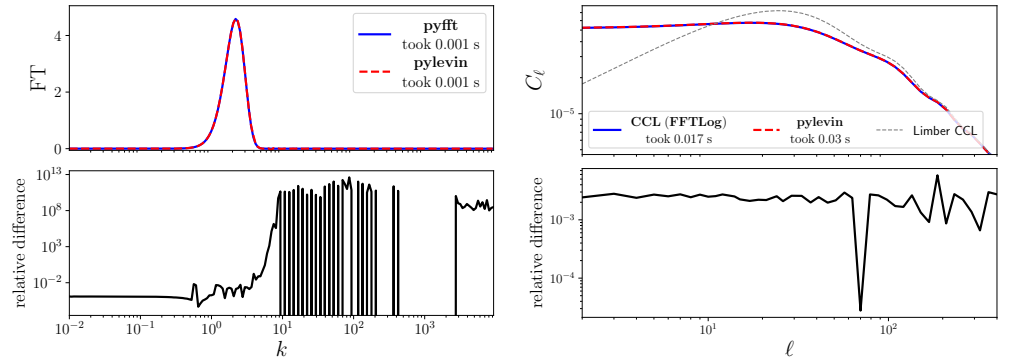 FT
4
2
0
pyfft
took 0.001 s
pylevin
took 0.001 s
relative difference
10^13
10^8
10^3
10^−2
10^−2 10^−1 10^0 10^1 10^2 10^3
k
C_ℓ
10^−5
CCL (FFTLog)
took 0.017 s
pylevin
took 0.03 s
Limber CCL
relative difference
10^−3
10^−4
10^1 10^2
ℓ